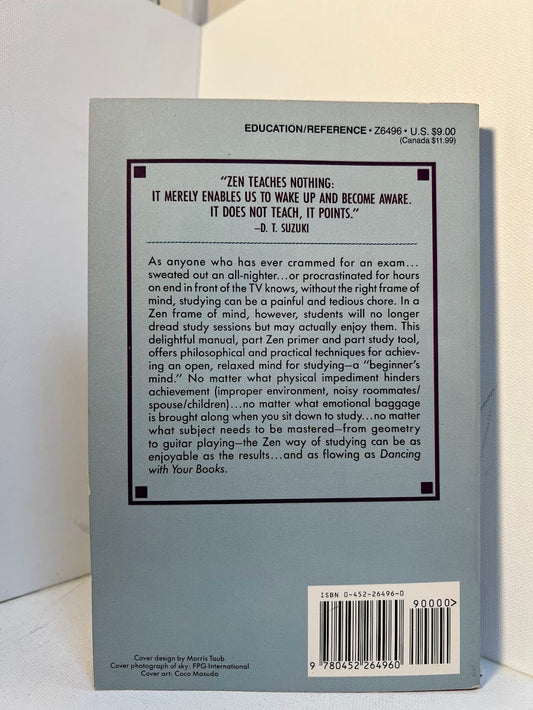 EDUCATION/REFERENCE • Z6496 • U.S. $9.00
(Canada $11.99)
"ZEN TEACHES NOTHING:
IT MERELY ENABLES US TO WAKE UP AND BECOME AWARE.
IT DOES NOT TEACH, IT POINTS."
—D. T. SUZUKI
As anyone who has ever crammed for an exam...
sweated out an all-nighter...or procrastinated for hours
on end in front of the TV knows, without the right frame of
mind, studying can be a painful and tedious chore. In a
Zen frame of mind, however, students will no longer
dread study sessions but may actually enjoy them. This
delightful manual, part Zen primer and part study tool,
offers philosophical and practical techniques for achiev-
ing an open, relaxed mind for studying—a "beginner's
mind." No matter what physical impediment hinders
achievement (improper environment, noisy roommates/
spouse/children)...no matter what emotional baggage
is brought along when you sit down to study...no matter
what subject needs to be mastered—from geometry
to guitar playing—the Zen way of studying can be as
enjoyable as the results...and as flowing as Dancing
with Your Books.
ISBN 0-452-26496-0
90000>
9 780452 264960
Cover design by Morris Taub
Cover photograph of sky: FPG International
Cover art: Coco Masuda